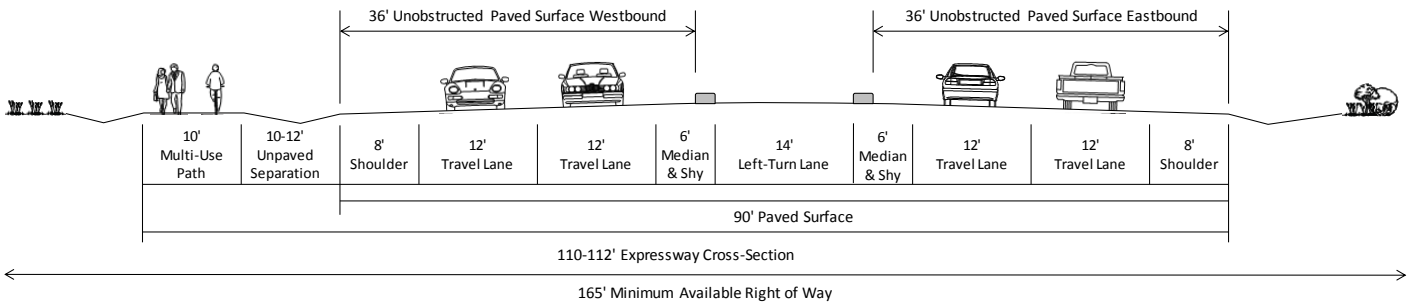 36' Unobstructed Paved Surface Westbound
36' Unobstructed Paved Surface Eastbound
10'
Multi-Use
Path
10-12'
Unpaved
Separation
8'
Shoulder
12'
Travel Lane
12'
Travel Lane
6'
Median
& Shy
14'
Left-Turn Lane
6'
Median
& Shy
12'
Travel Lane
12'
Travel Lane
8'
Shoulder
90' Paved Surface
110-112' Expressway Cross-Section
165' Minimum Available Right of Way